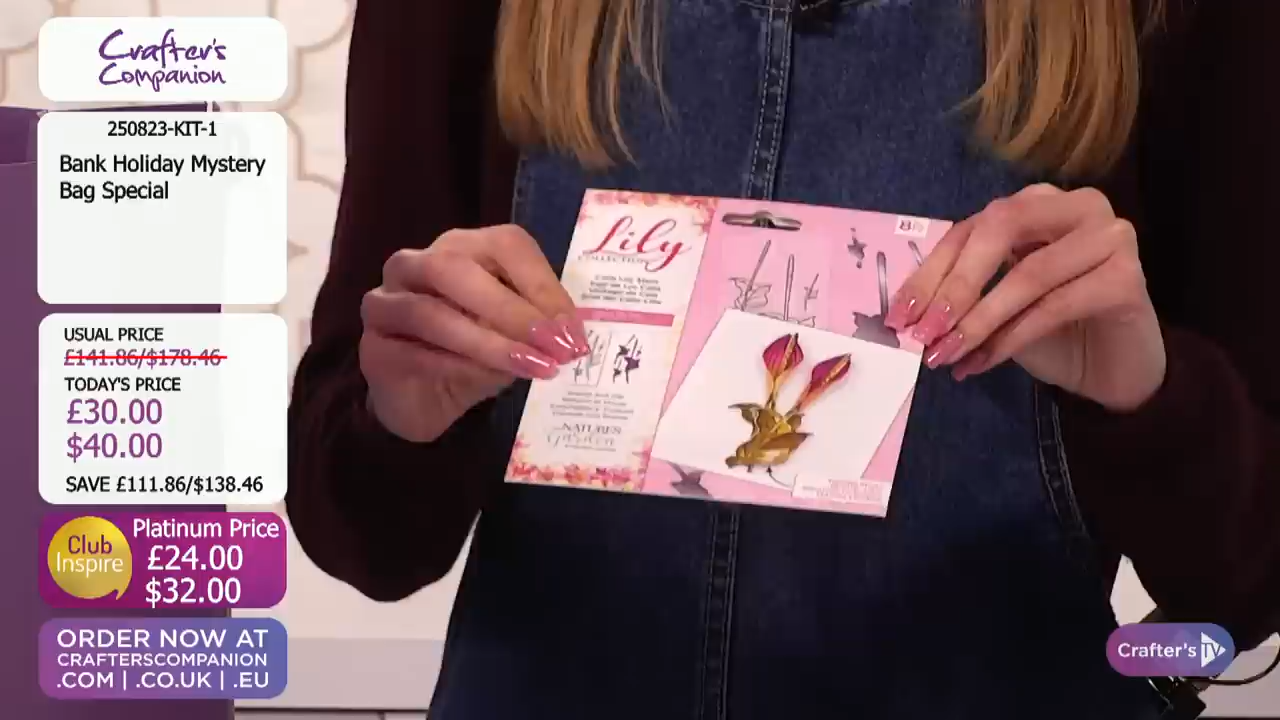 Crafter's
Companion
250823-KIT-1
Bank Holiday Mystery
Bag Special
USUAL PRICE
£141.86/$178.46
TODAY'S PRICE
£30.00
$40.00
SAVE £111.86/$138.46
Club
Inspire
Platinum Price
£24.00
$32.00
ORDER NOW AT
CRAFTERSCOMPANION
.COM | .CO.UK | .EU
Lily
COLLECTION
NATURE'S
Garden
8
Crafter's TV